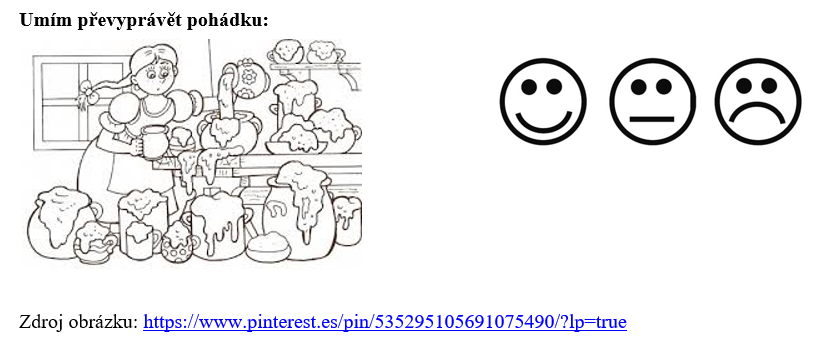 Umím převyprávět pohádku:
Zdroj obrázku: https://www.pinterest.es/pin/535295105691075490/?lp=true